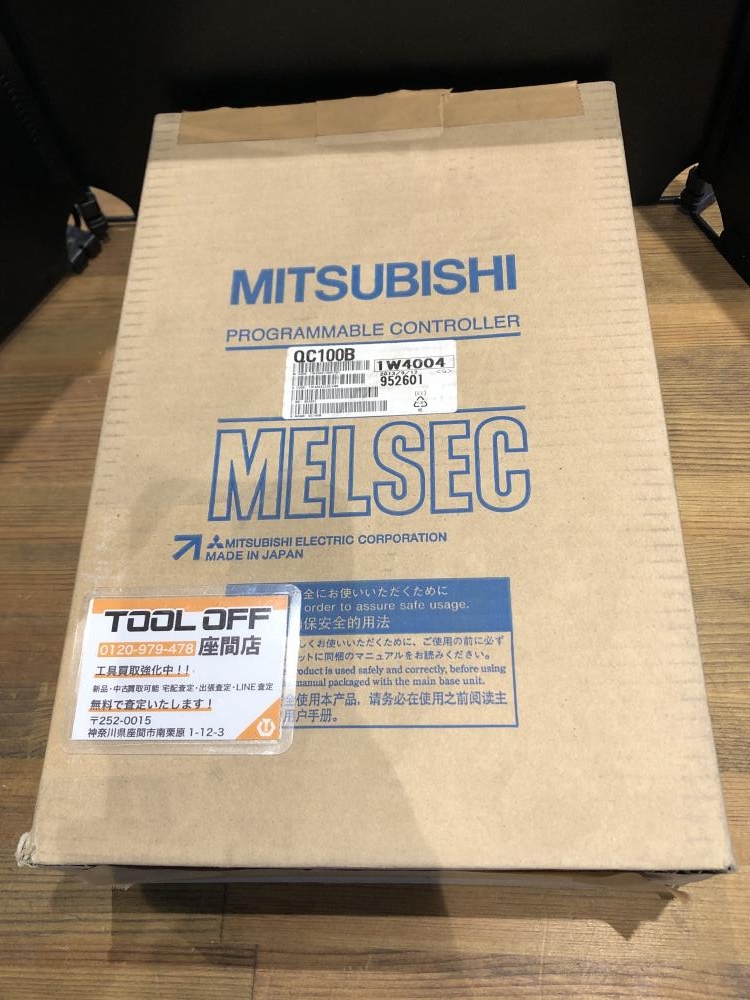 MITSUBISHI
PROGRAMMABLE CONTROLLER
QC100B
1W4004
2013/9/12
952601
MELSEC
MITSUBISHI ELECTRIC CORPORATION
MADE IN JAPAN
全にお使いいただくために
order to assure safe usage.
保安全的用法
しくお使いいただくために、ご使用の前に必ず
ットに同梱のマニュアルをお読みください。
roduct is used safely and correctly, before using
manual packaged with the main base unit.
全使用本产品，请务必在使用之前阅读主
用户手册。
TOOL OFF
0120-979-478 座間店
工具買取強化中！！
新品・中古買取可能 宅配査定・出張査定・LINE査定
無料で査定いたします！
〒252-0015
神奈川県座間市南栗原 1-12-3